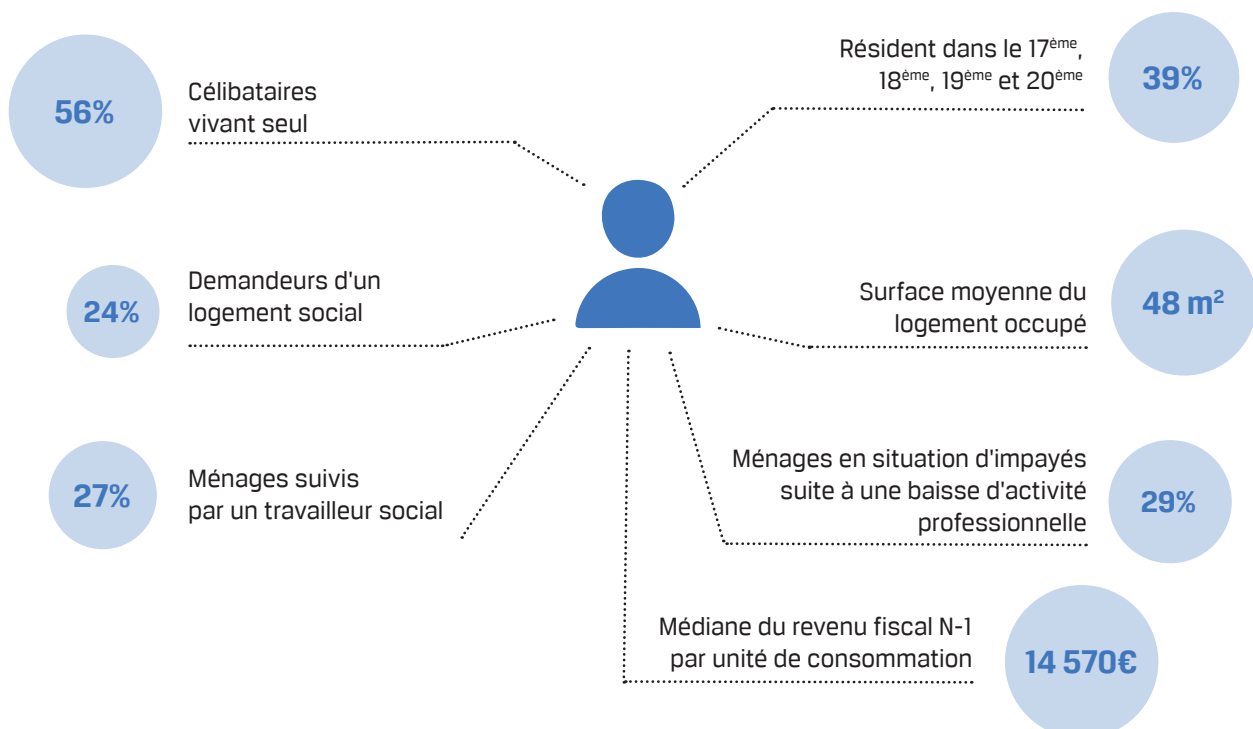 56%
Célibataires
vivant seul
Résident dans le 17ème,
18ème, 19ème et 20ème
39%
24%
Demandeurs d'un
logement social
Surface moyenne du
logement occupé
48 m²
27%
Ménages suivis
par un travailleur social
Ménages en situation d'impayés
suite à une baisse d'activité
professionnelle
29%
Médiane du revenu fiscal N-1
par unité de consommation
14 570€